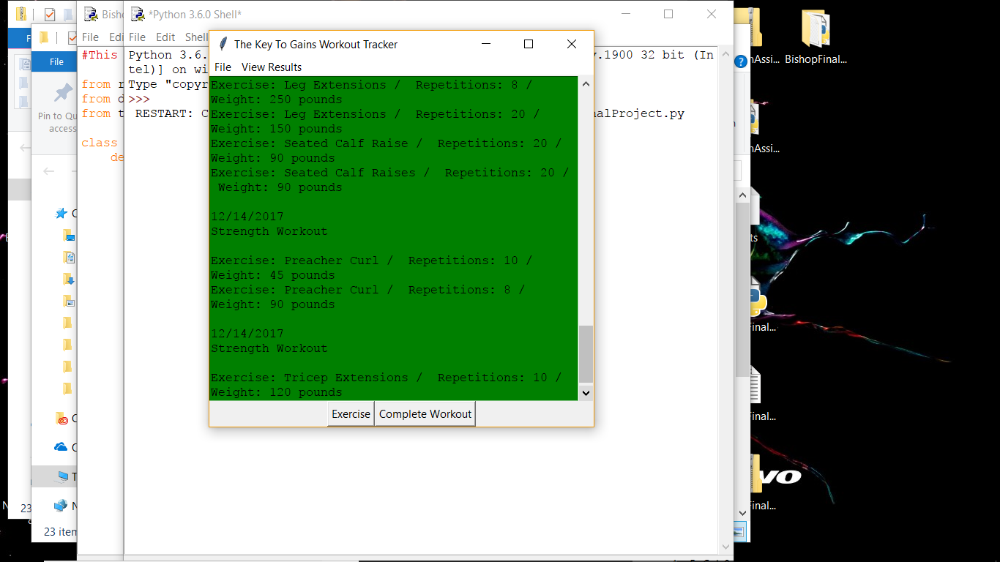 Bisho
*Python 3.6.0 Shell*
File Edi
File Edit Shell
The Key To Gains Workout Tracker
File View Results
#This
from r
from d
from t
class
de
Python 3.6.
v.1900 32 bit (In
tel)] on wi
Type "copyr
>>>
RESTART: C
nalProject.py
Exercise: Leg Extensions /  Repetitions: 8 /
Weight: 250 pounds
Exercise: Leg Extensions /  Repetitions: 20 /
Weight: 150 pounds
Exercise: Seated Calf Raise /  Repetitions: 20 /
Weight: 90 pounds
Exercise: Seated Calf Raises /  Repetitions: 20 /
Weight: 90 pounds
12/14/2017
Strength Workout
Exercise: Preacher Curl /  Repetitions: 10 /
Weight: 45 pounds
Exercise: Preacher Curl /  Repetitions: 8 /
Weight: 90 pounds
12/14/2017
Strength Workout
Exercise: Tricep Extensions /  Repetitions: 10 /
Weight: 120 pounds
Exercise
Complete Workout
File
Pin to Qu
access
23
23 item
nAssi...
BishopFinal...
nAssi...
ts
Final...
Final...
VO
Final...